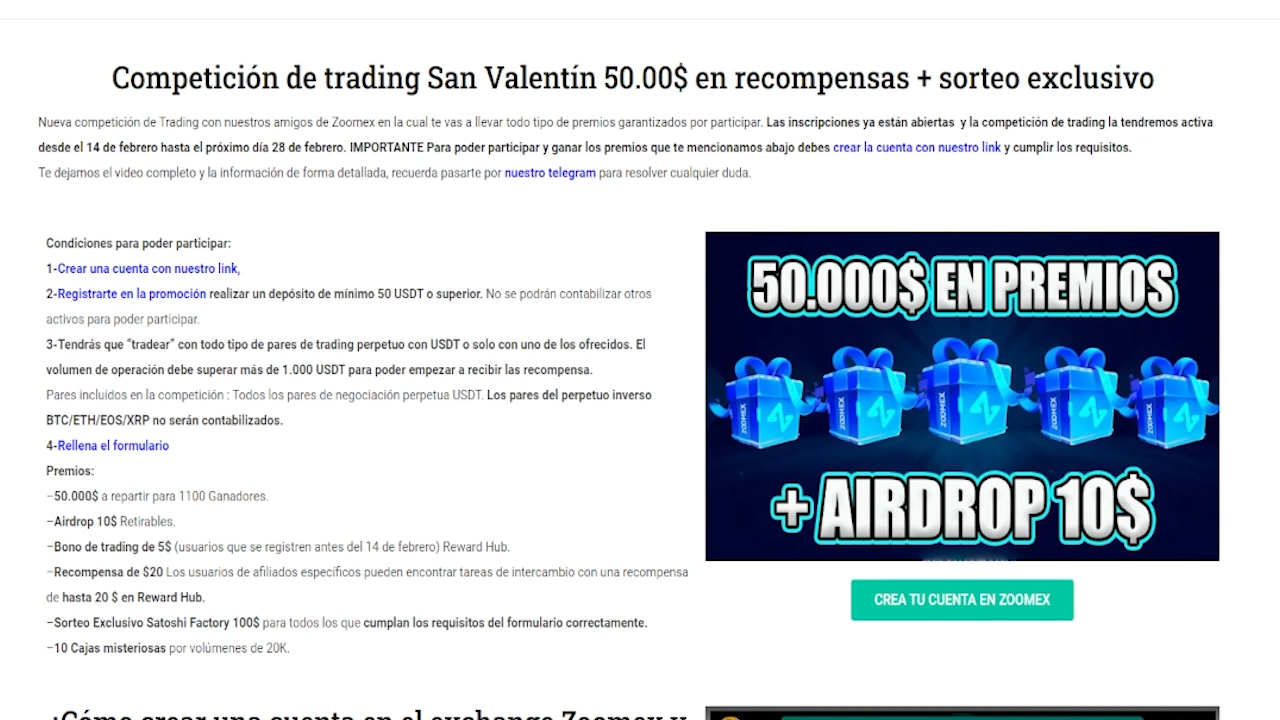 Competición de trading San Valentín 50.00$ en recompensas + sorteo exclusivo
Nueva competición de Trading con nuestros amigos de Zoomex en la cual te vas a llevar todo tipo de premios garantizados por participar. Las inscripciones ya están abiertas y la competición de trading la tendremos activa
desde el 14 de febrero hasta el próximo día 28 de febrero. IMPORTANTE Para poder participar y ganar los premios que te mencionamos abajo debes crear la cuenta con nuestro link y cumplir los requisitos.
Te dejamos el video completo y la información de forma detallada, recuerda pasarte por nuestro telegram para resolver cualquier duda.
Condiciones para poder participar:
1-Crear una cuenta con nuestro link,
2-Registrarte en la promoción realizar un depósito de mínimo 50 USDT o superior. No se podrán contabilizar otros
activos para poder participar.
3-Tendrás que "tradear" con todo tipo de pares de trading perpetuo con USDT o solo con uno de los ofrecidos. El
volumen de operación debe superar más de 1.000 USDT para poder empezar a recibir las recompensa.
Pares incluidos en la competición : Todos los pares de negociación perpetua USDT. Los pares del perpetuo inverso
BTC/ETH/EOS/XRP no serán contabilizados.
4-Rellena el formulario
Premios:
–50.000$ a repartir para 1100 Ganadores.
–Airdrop 10$ Retirables.
–Bono de trading de 5$ (usuarios que se registren antes del 14 de febrero) Reward Hub.
–Recompensa de $20 Los usuarios de afiliados específicos pueden encontrar tareas de intercambio con una recompensa
de hasta 20 $ en Reward Hub.
–Sorteo Exclusivo Satoshi Factory 100$ para todos los que cumplan los requisitos del formulario correctamente.
–10 Cajas misteriosas por volúmenes de 20K.
50.000$ EN PREMIOS
ZOOMEX ZOOMEX ZOOMEX ZOOMEX ZOOMEX
+ AIRDROP 10$
CREA TU CUENTA EN ZOOMEX
¿Cómo crear una cuenta en el exchange Zoomex y